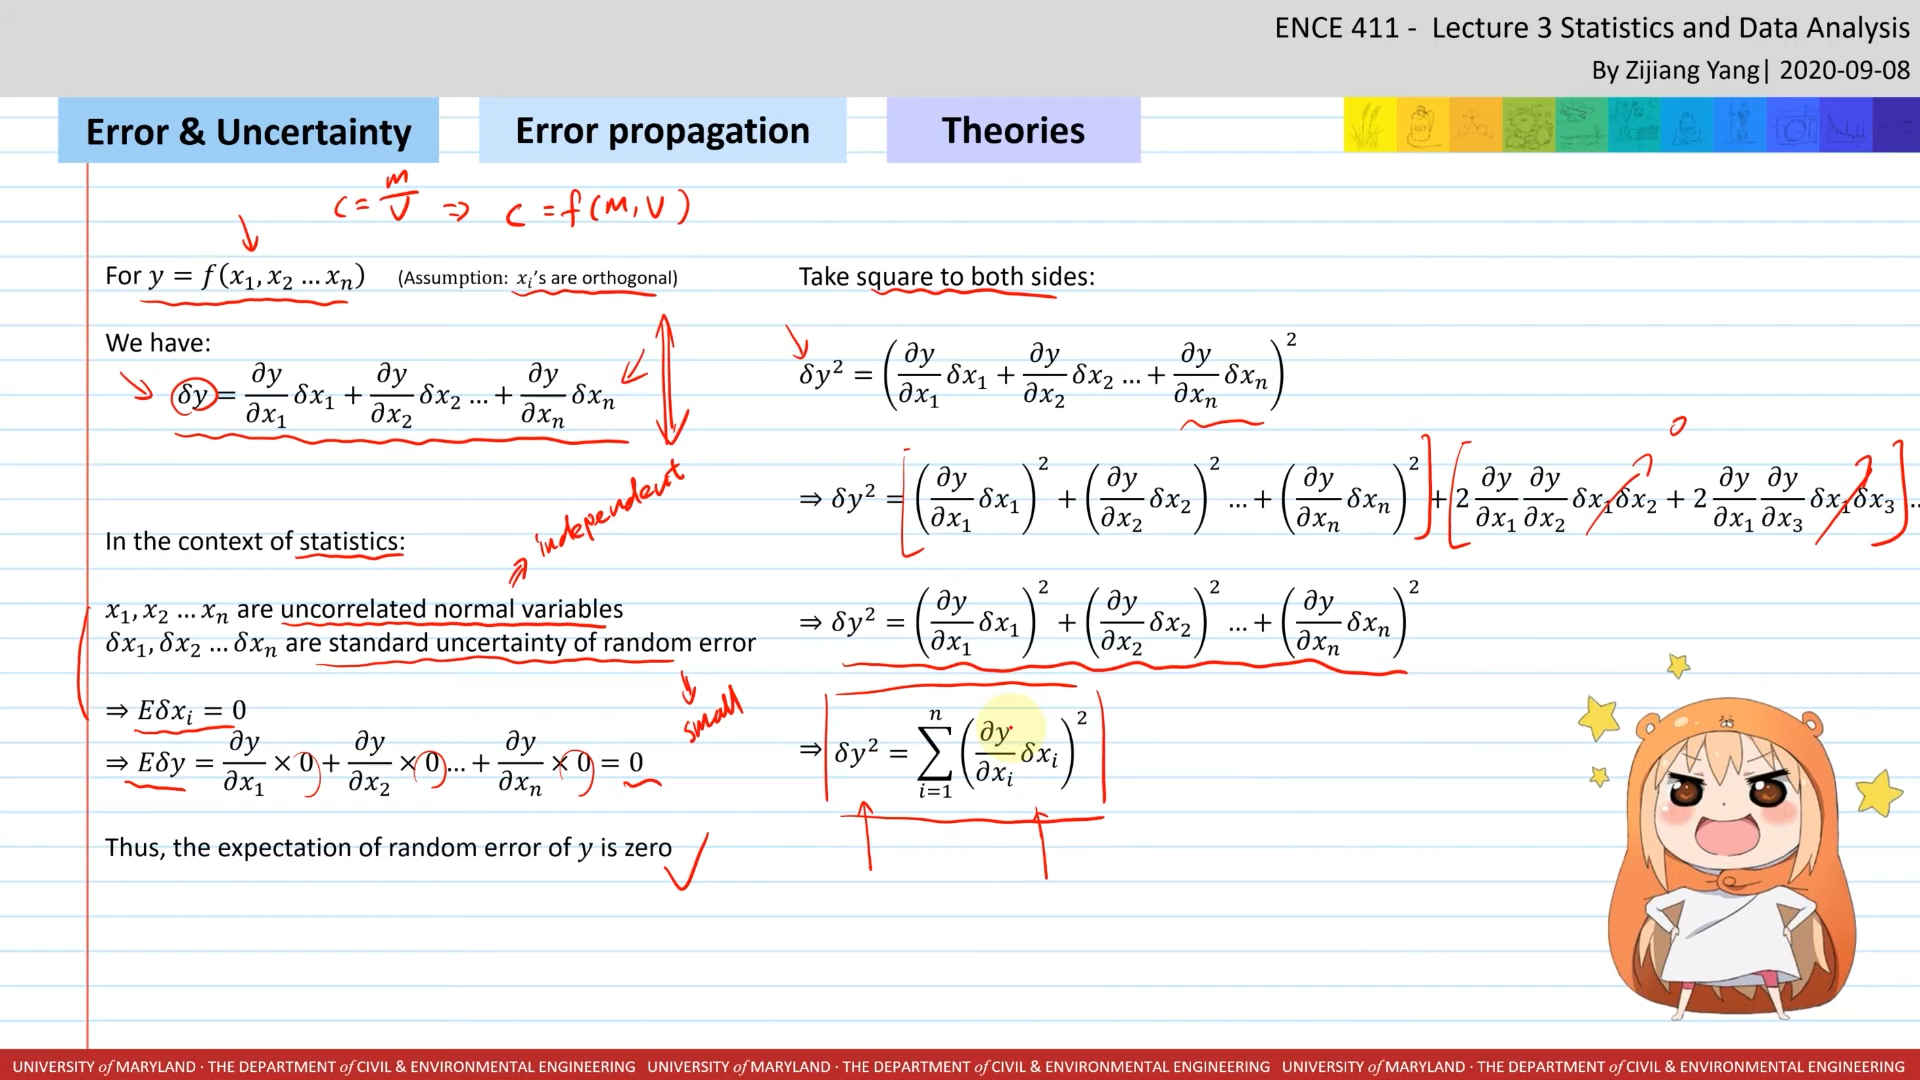 ENCE 411 - Lecture 3 Statistics and Data Analysis
By Zijiang Yang| 2020-09-08
Error & Uncertainty
Error propagation
Theories
c = m/V ⇒ c = f(m, V)
For y = f(x₁, x₂ … xₙ) (Assumption: xᵢ's are orthogonal)
We have:
δy = ∂y/∂x₁ δx₁ + ∂y/∂x₂ δx₂ … + ∂y/∂xₙ δxₙ
independent
In the context of statistics:
x₁, x₂ … xₙ are uncorrelated normal variables
δx₁, δx₂ … δxₙ are standard uncertainty of random error
small
⇒ Eδxᵢ = 0
⇒ Eδy = ∂y/∂x₁ × 0 + ∂y/∂x₂ × 0 … + ∂y/∂xₙ × 0 = 0
Thus, the expectation of random error of y is zero
Take square to both sides:
δy² = (∂y/∂x₁ δx₁ + ∂y/∂x₂ δx₂ … + ∂y/∂xₙ δxₙ)²
0
⇒ δy² = (∂y/∂x₁ δx₁)² + (∂y/∂x₂ δx₂)² … + (∂y/∂xₙ δxₙ)² + 2 ∂y/∂x₁ ∂y/∂x₂ δx₁δx₂ + 2 ∂y/∂x₁ ∂y/∂x₃ δx₁δx₃ …
⇒ δy² = (∂y/∂x₁ δx₁)² + (∂y/∂x₂ δx₂)² … + (∂y/∂xₙ δxₙ)²
⇒ δy² = ∑ᵢ₌₁ⁿ (∂y/∂xᵢ δxᵢ)²
UNIVERSITY of MARYLAND · THE DEPARTMENT of CIVIL & ENVIRONMENTAL ENGINEERING UNIVERSITY of MARYLAND · THE DEPARTMENT of CIVIL & ENVIRONMENTAL ENGINEERING UNIVERSITY of MARYLAND · THE DEPARTMENT of CIVIL & ENVIRONMENTAL ENGINEERING